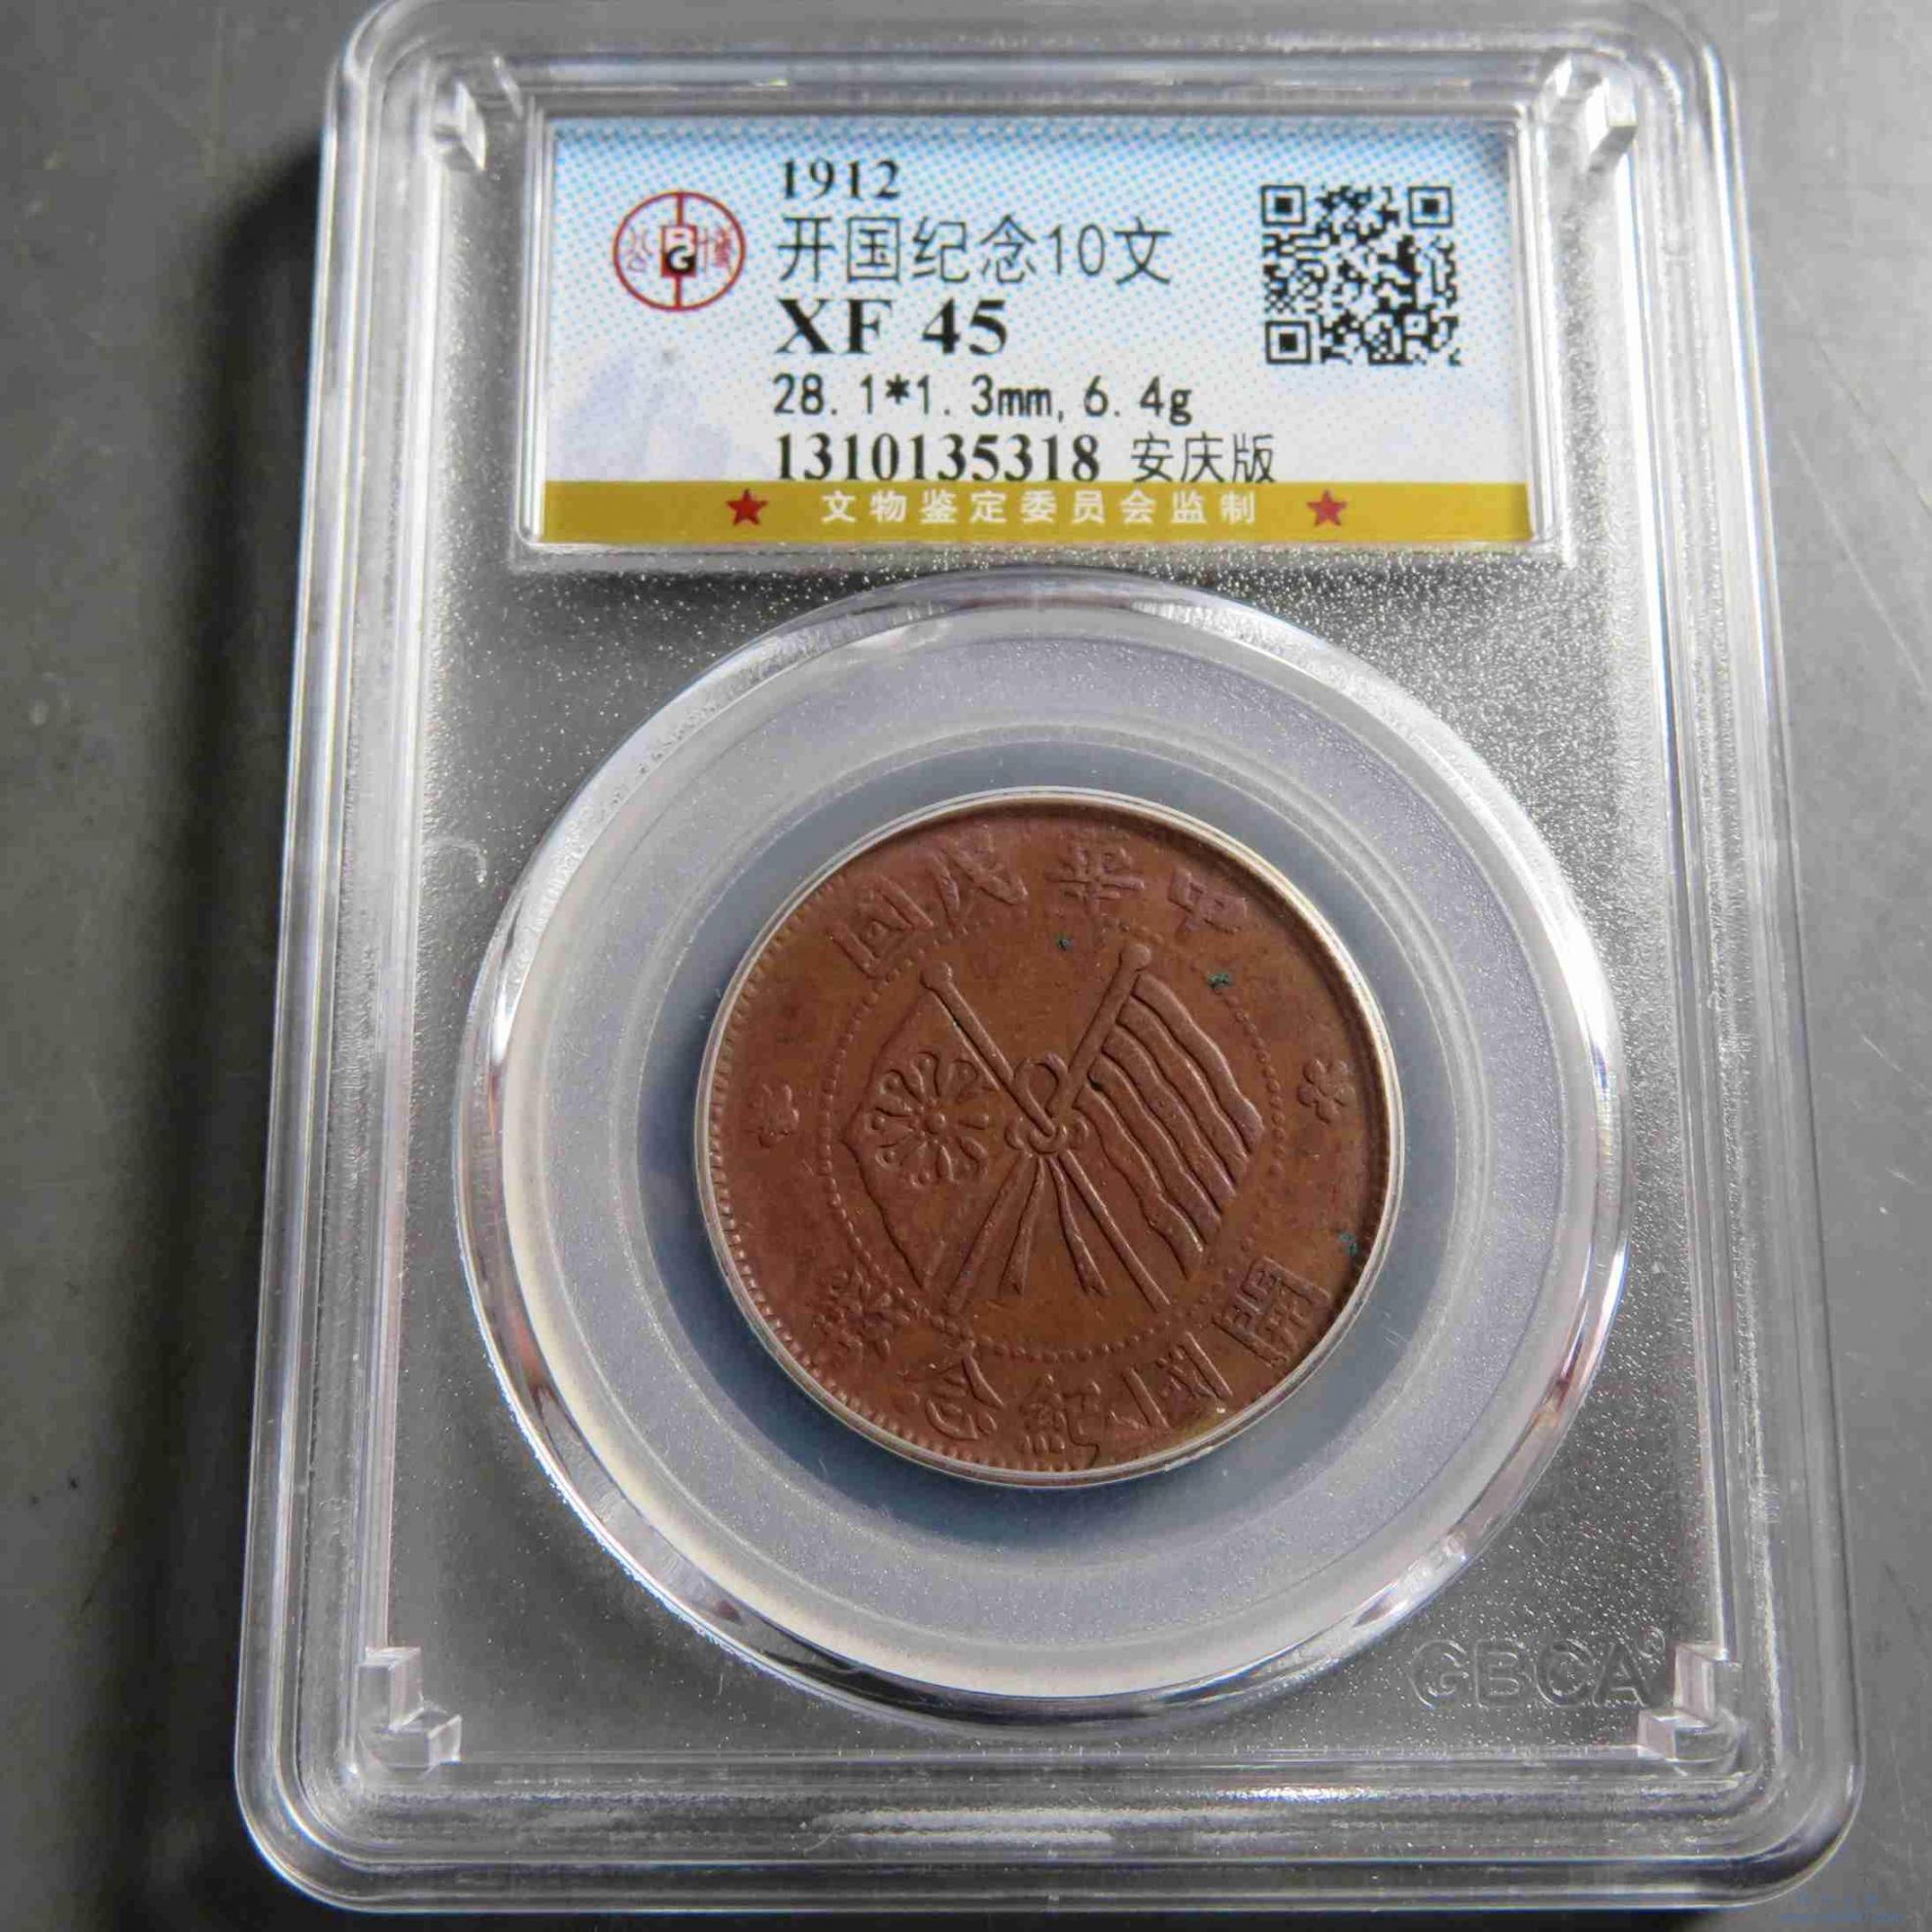 1912
开国纪念10文
XF 45
28.1*1.3mm,6.4g
1310135318 安庆版
★ 文物鉴定委员会监制 ★
國民華中
開國紀念幣
GBCA